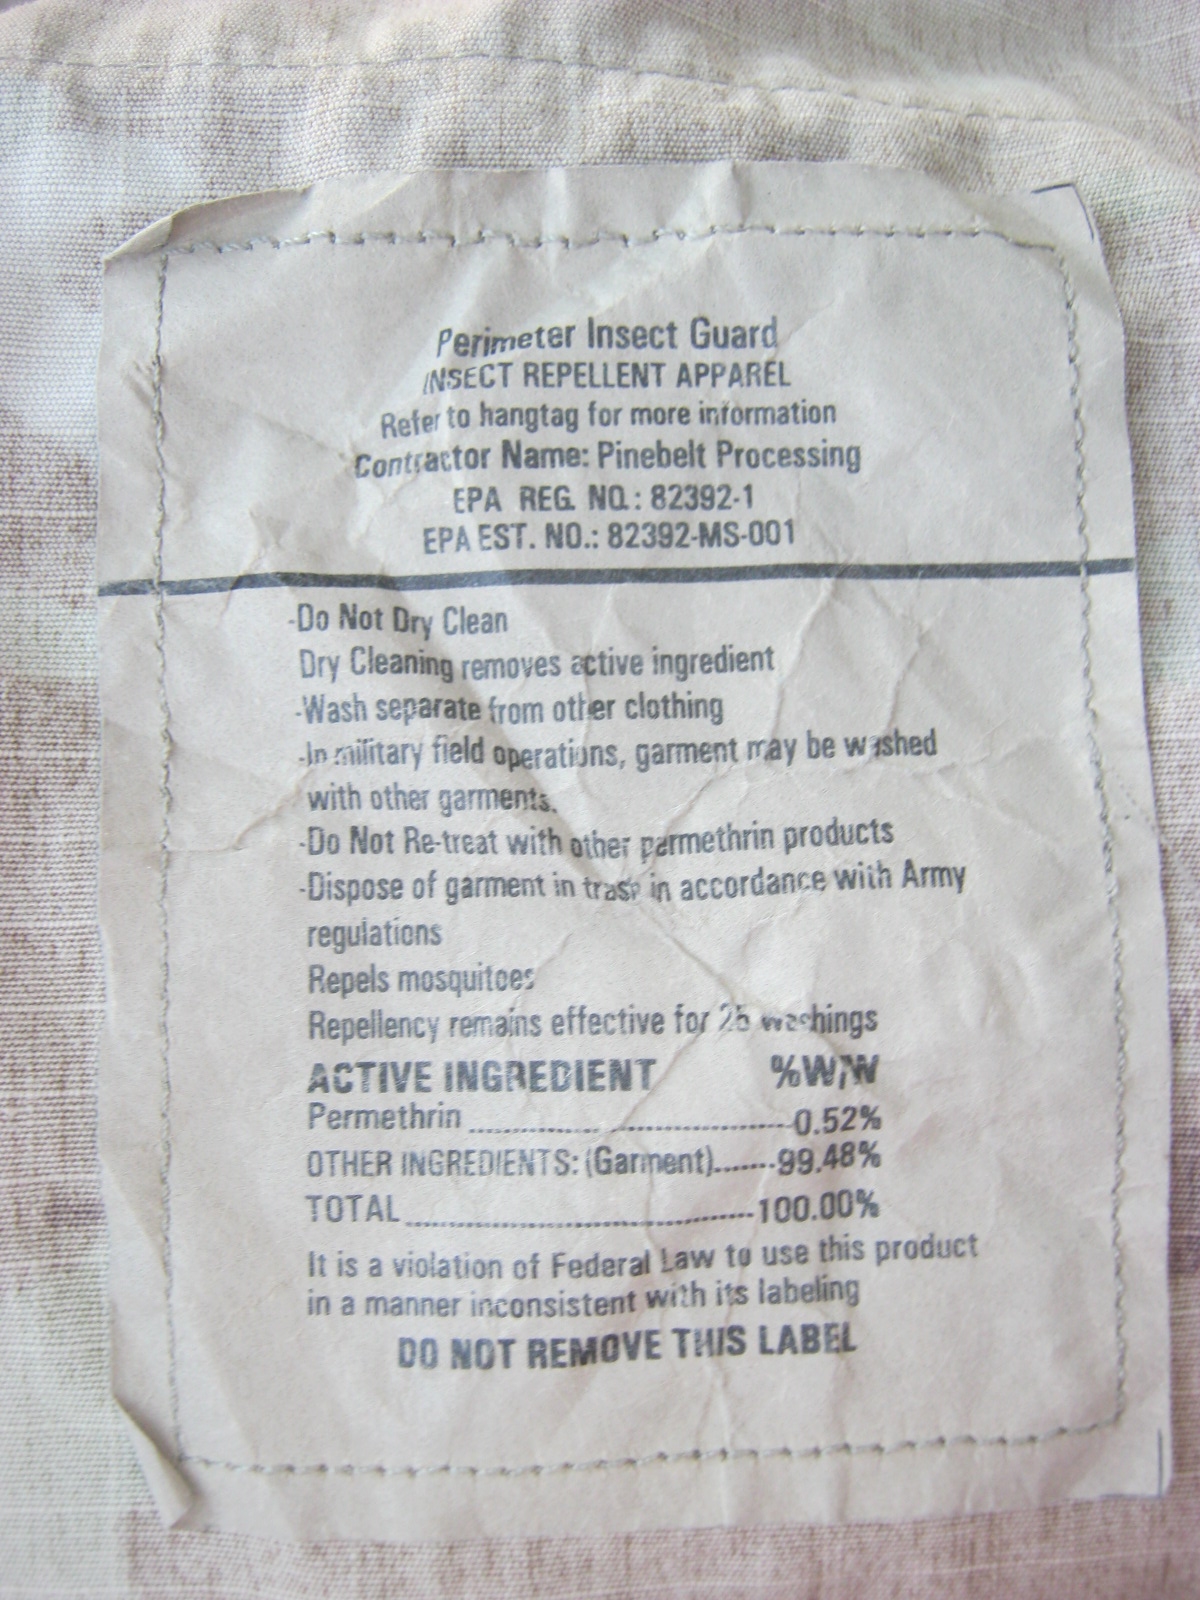 Perimeter Insect Guard
INSECT REPELLENT APPAREL
Refer to hangtag for more information
Contractor Name: Pinebelt Processing
EPA REG. NO.: 82392-1
EPA EST. NO.: 82392-MS-001
-Do Not Dry Clean
Dry Cleaning removes active ingredient
-Wash separate from other clothing
-In military field operations, garment may be washed
with other garments.
-Do Not Re-treat with other permethrin products
-Dispose of garment in trash in accordance with Army
regulations
Repels mosquitoes
Repellency remains effective for 25 washings
ACTIVE INGREDIENT %W/W
Permethrin ........................................0.52%
OTHER INGREDIENTS: (Garment).......99.48%
TOTAL ............................................100.00%
It is a violation of Federal Law to use this product
in a manner inconsistent with its labeling
DO NOT REMOVE THIS LABEL